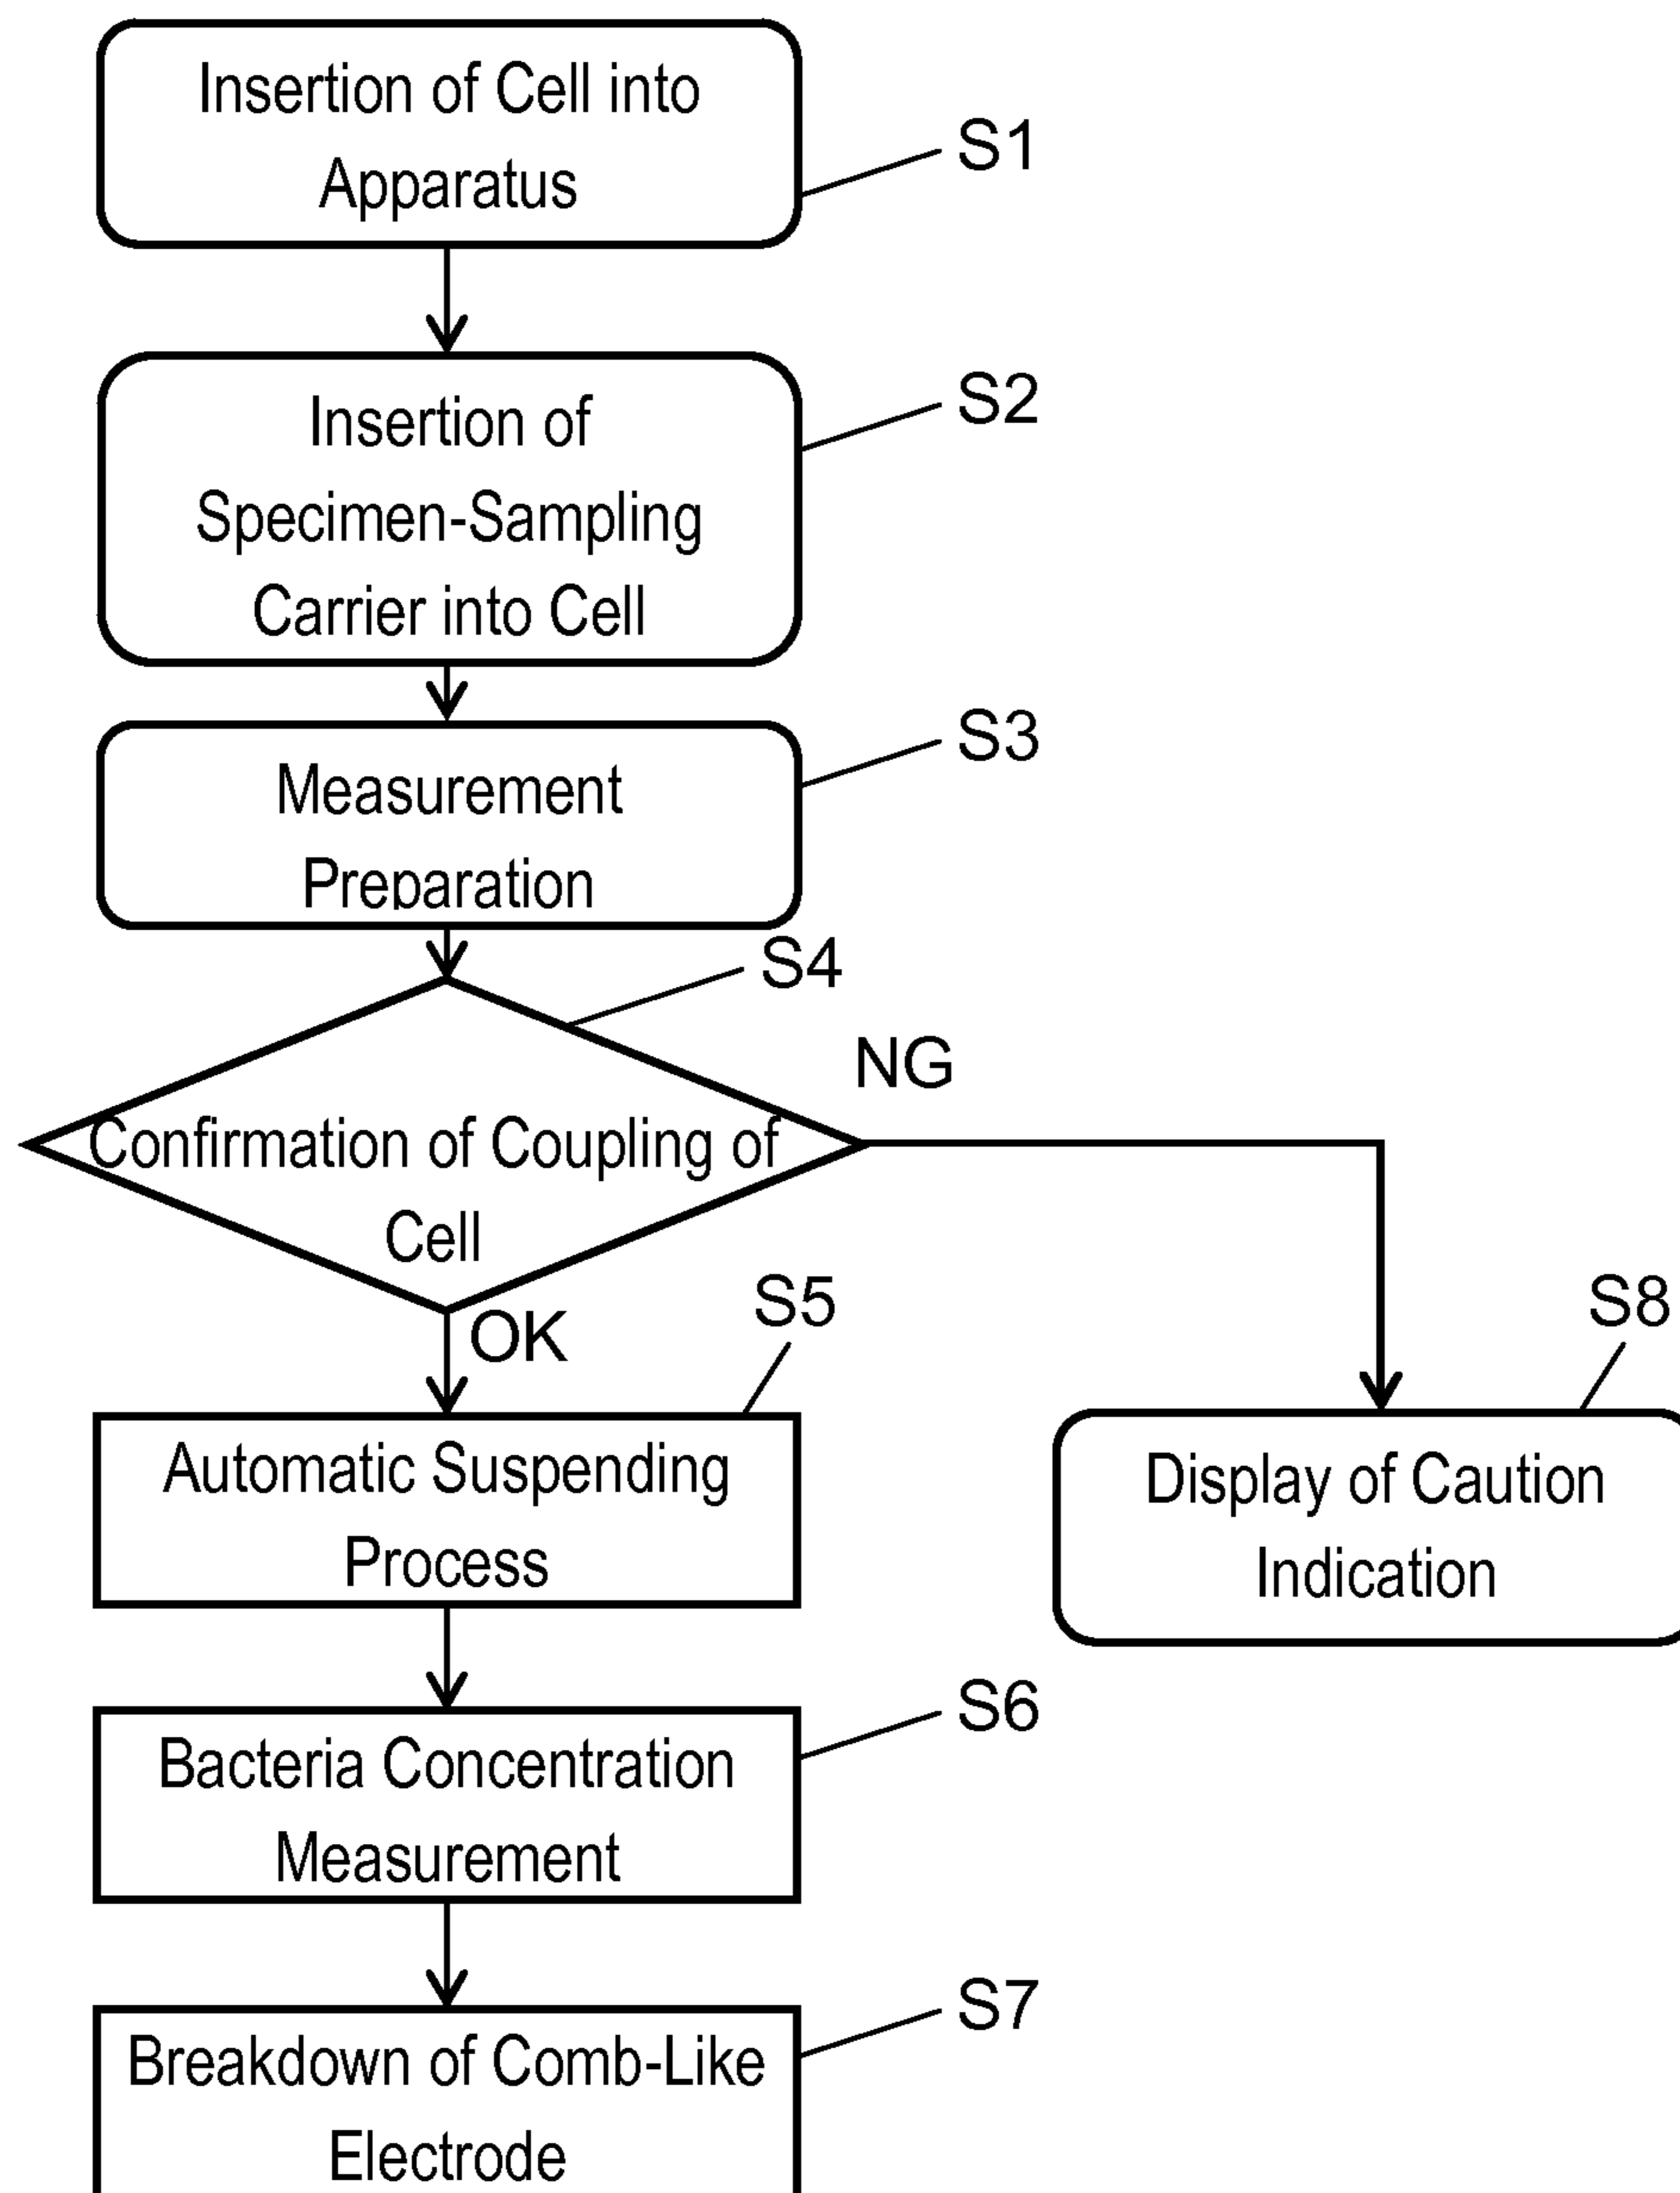 Insertion of Cell into
Apparatus
S1
Insertion of
Specimen-Sampling
Carrier into Cell
S2
Measurement
Preparation
S3
Confirmation of Coupling of
Cell
S4
NG
OK
Automatic Suspending
Process
S5
Display of Caution
Indication
S8
Bacteria Concentration
Measurement
S6
Breakdown of Comb-Like
Electrode
S7